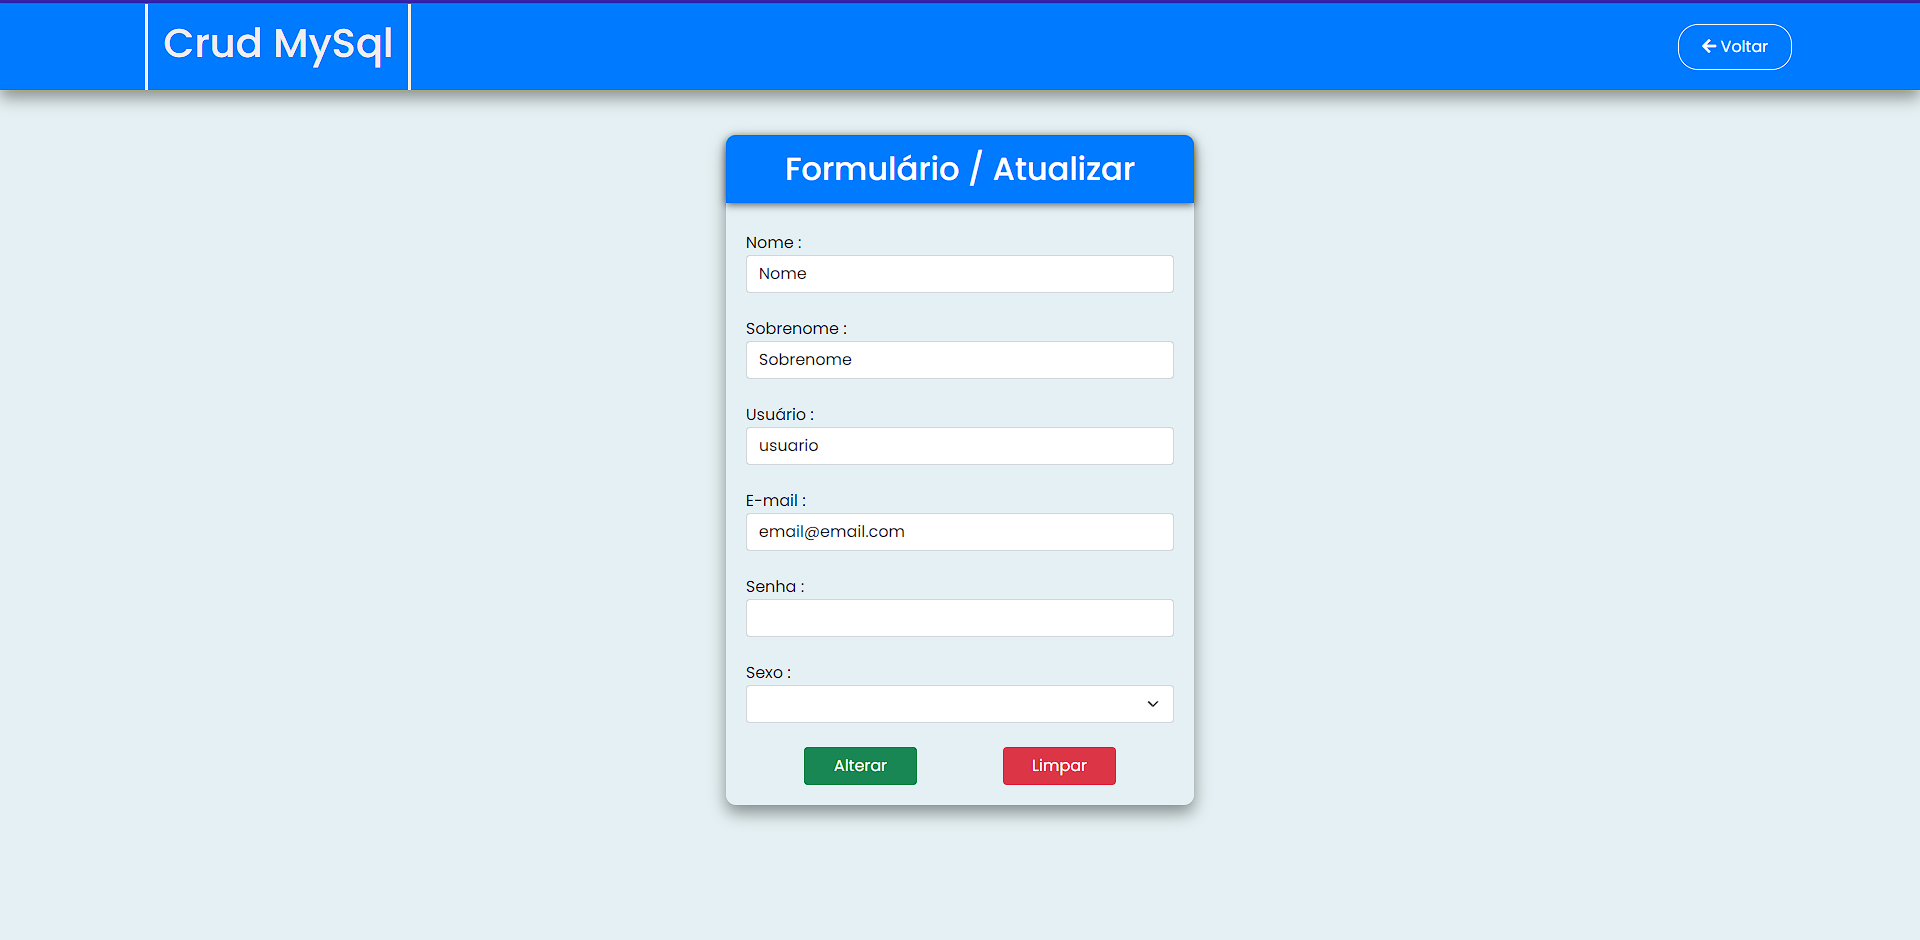 Crud MySql
Voltar
Formulário / Atualizar
Nome :
Nome
Sobrenome :
Sobrenome
Usuário :
usuario
E-mail :
email@email.com
Senha :
Sexo :
Alterar
Limpar